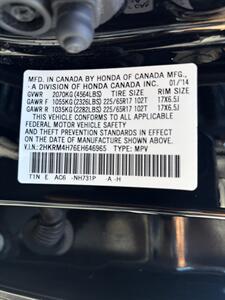 MFD. IN CANADA BY HONDA OF CANADA MFG.,
-A DIVISION OF HONDA CANADA INC. 01/'14
GVWR 2070KG (4564LBS) TIRE SIZE RIM SIZE
GAWR F 1055KG (2326LBS) 225/65R17 102T 17X6.5J
GAWR R 1035KG (2282LBS) 225/65R17 102T 17X6.5J
THIS VEHICLE CONFORMS TO ALL APPLICABLE
FEDERAL MOTOR VEHICLE SAFETY AND
THEFT PREVENTION STANDARDS IN EFFECT ON
THE DATE OF MANUFACTURE SHOWN ABOVE.
V.I.N.: 2HKRM4H76EH646965 TYPE: MPV
T1N E AC6 -NH731P -A -H